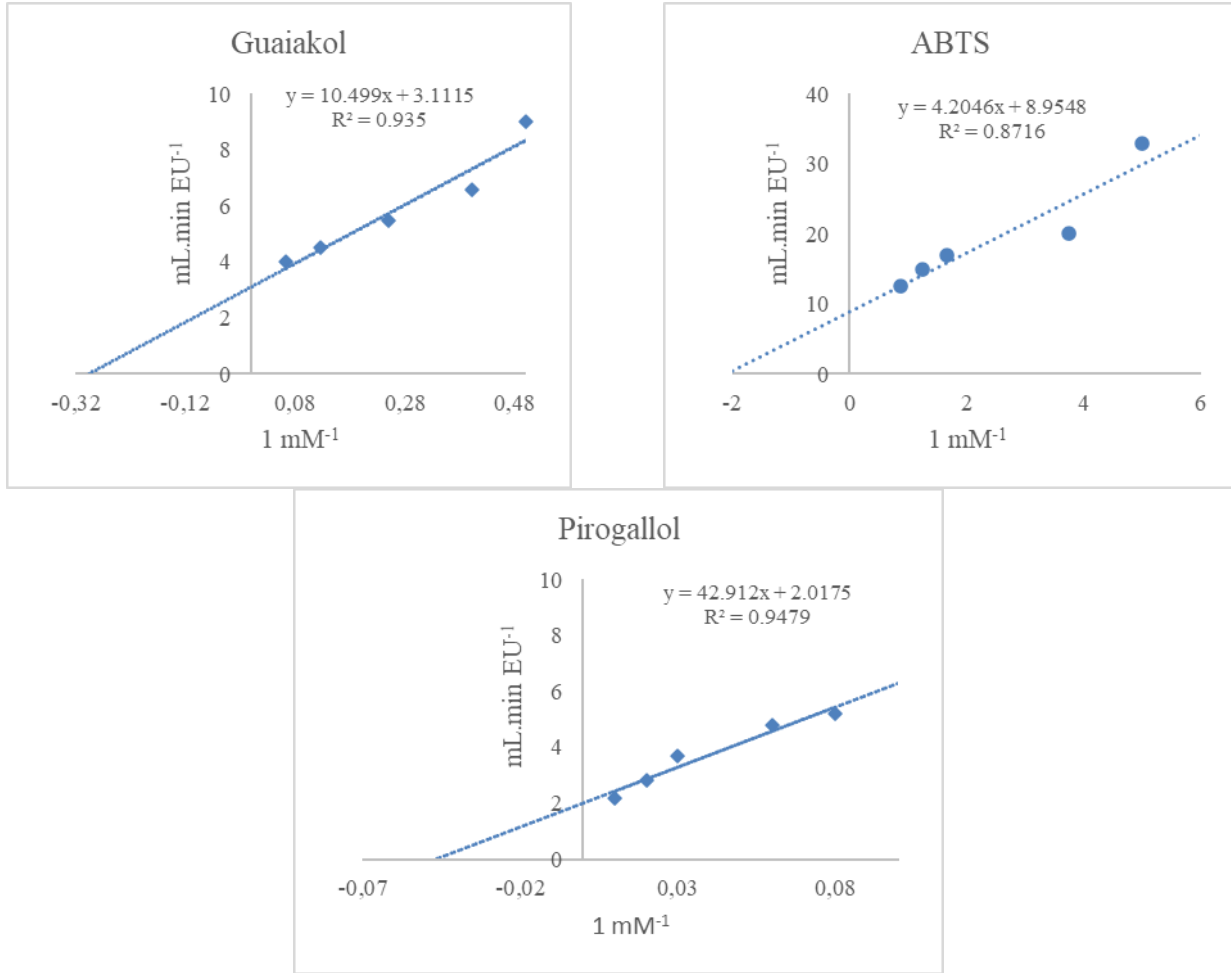 Guaiakol
y = 10.499x + 3.1115
R² = 0.935
mL.min EU⁻¹
10
8
6
4
2
0
-0,32 -0,12 0,08 0,28 0,48
1 mM⁻¹
ABTS
y = 4.2046x + 8.9548
R² = 0.8716
mL.min EU⁻¹
40
30
20
10
0
-2 0 2 4 6
1 mM⁻¹
Pirogallol
y = 42.912x + 2.0175
R² = 0.9479
mL.min EU⁻¹
10
8
6
4
2
0
-0,07 -0,02 0,03 0,08
1 mM⁻¹